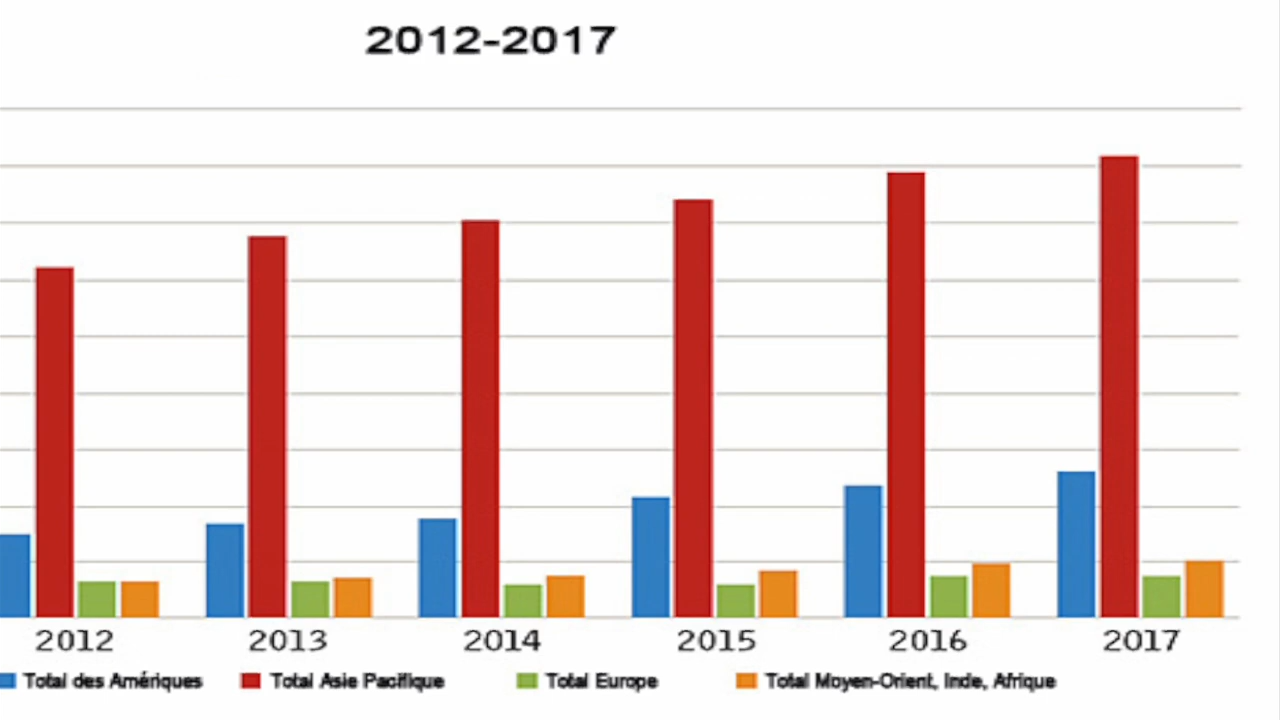 2012-2017
2012 2013 2014 2015 2016 2017
Total des Amériques Total Asie Pacifique Total Europe Total Moyen-Orient, Inde, Afrique